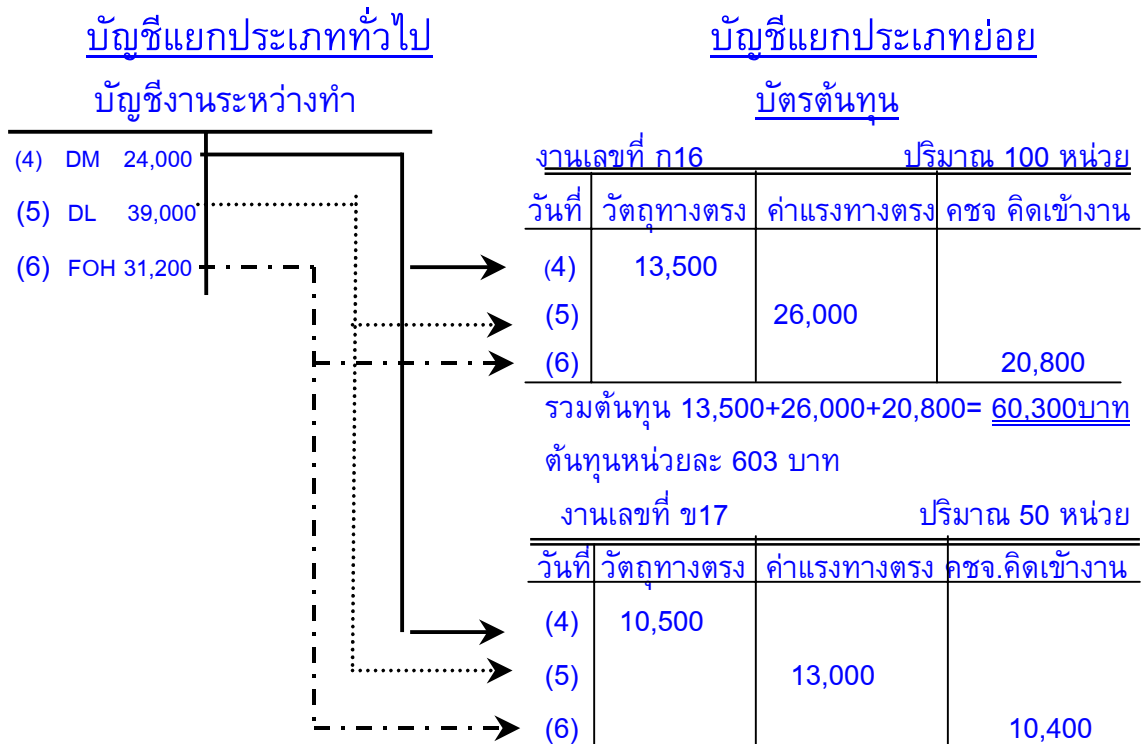 บัญชีแยกประเภททั่วไป
บัญชีงานระหว่างทำ
(4) DM 24,000
(5) DL 39,000
(6) FOH 31,200
บัญชีแยกประเภทย่อย
บัตรต้นทุน
งานเลขที่ ก16 ปริมาณ 100 หน่วย
วันที่ วัตถุทางตรง ค่าแรงทางตรง คชจ คิดเข้างาน
(4) 13,500
(5) 26,000
(6) 20,800
รวมต้นทุน 13,500+26,000+20,800= 60,300บาท
ต้นทุนหน่วยละ 603 บาท
งานเลขที่ ข17 ปริมาณ 50 หน่วย
วันที่ วัตถุทางตรง ค่าแรงทางตรง คชจ.คิดเข้างาน
(4) 10,500
(5) 13,000
(6) 10,400